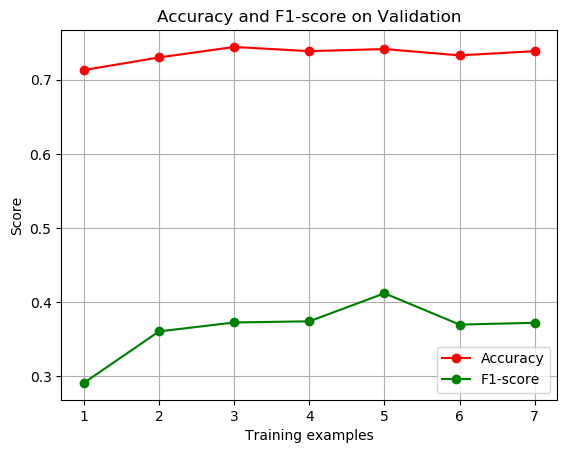 Accuracy and F1-score on Validation
Score
0.7
0.6
0.5
0.4
0.3
Accuracy
F1-score
1 2 3 4 5 6 7
Training examples